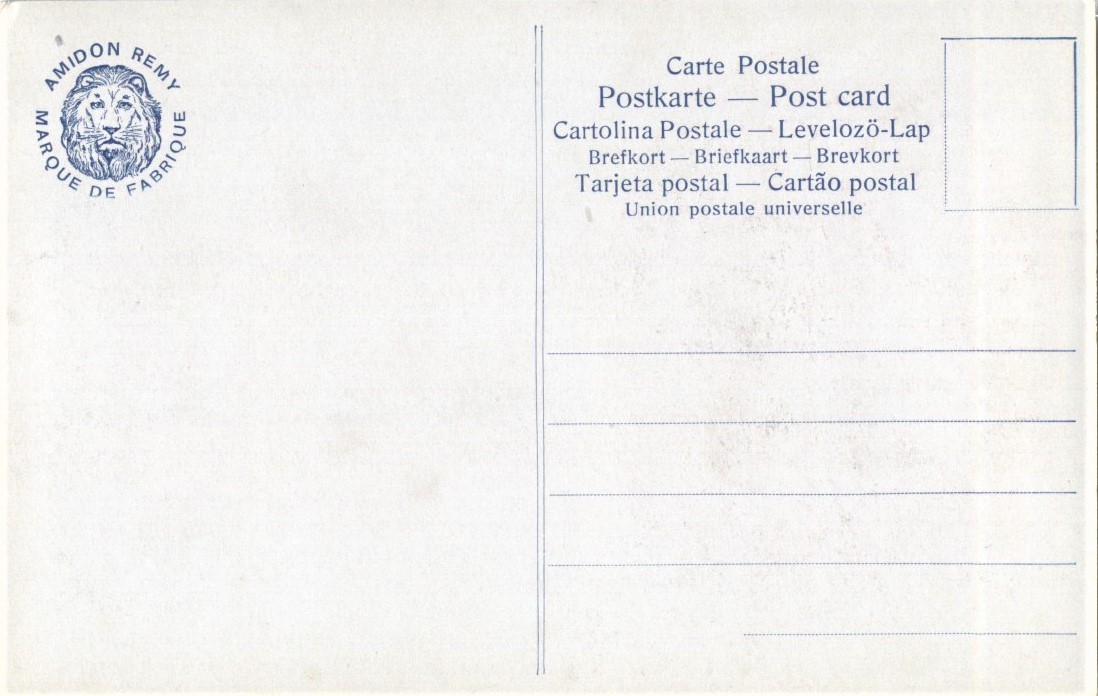 AMIDON REMY
MARQUE DE FABRIQUE
Carte Postale
Postkarte — Post card
Cartolina Postale — Levelozö-Lap
Brefkort — Briefkaart — Brevkort
Tarjeta postal — Cartão postal
Union postale universelle